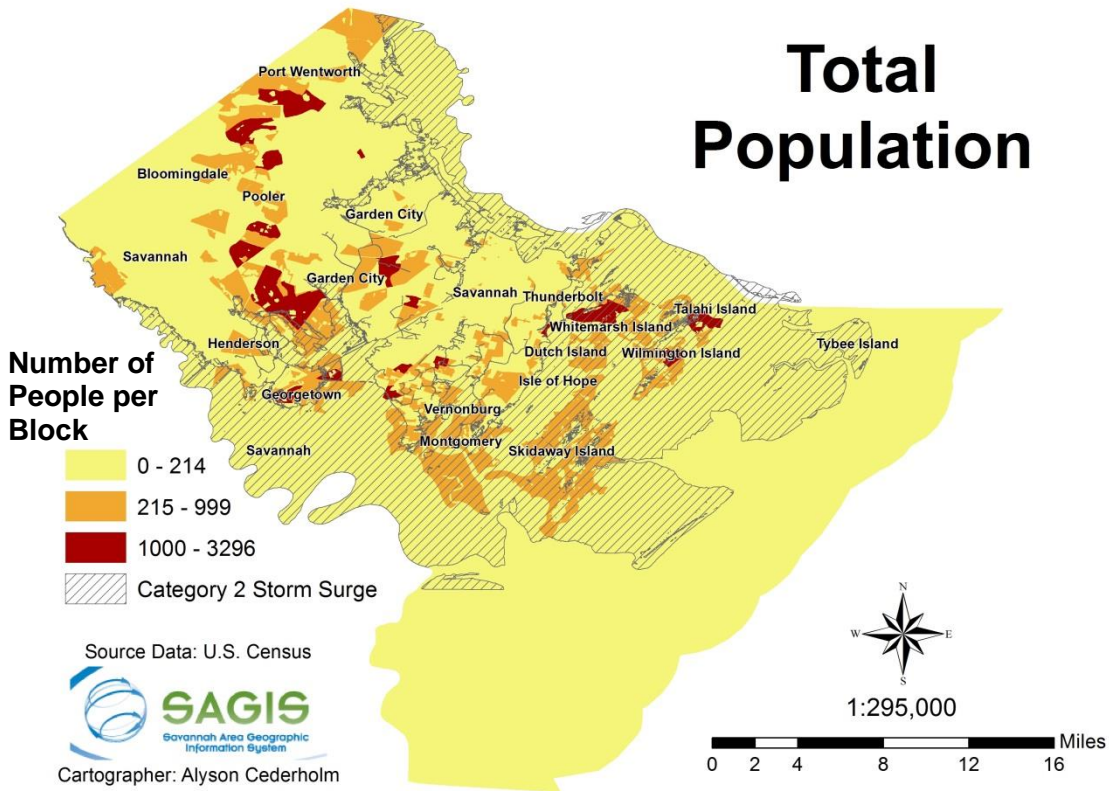 Total
Population
Port Wentworth
Bloomingdale
Pooler
Garden City
Savannah
Garden City
Savannah
Thunderbolt
Talahi Island
Whitemarsh Island
Henderson
Dutch Island
Wilmington Island
Tybee Island
Isle of Hope
Georgetown
Vernonburg
Montgomery
Savannah
Skidaway Island
Number of
People per
Block
0 - 214
215 - 999
1000 - 3296
Category 2 Storm Surge
Source Data: U.S. Census
SAGIS
Savannah Area Geographic
Information System
Cartographer: Alyson Cederholm
N
W
E
S
1:295,000
Miles
0 2 4 8 12 16